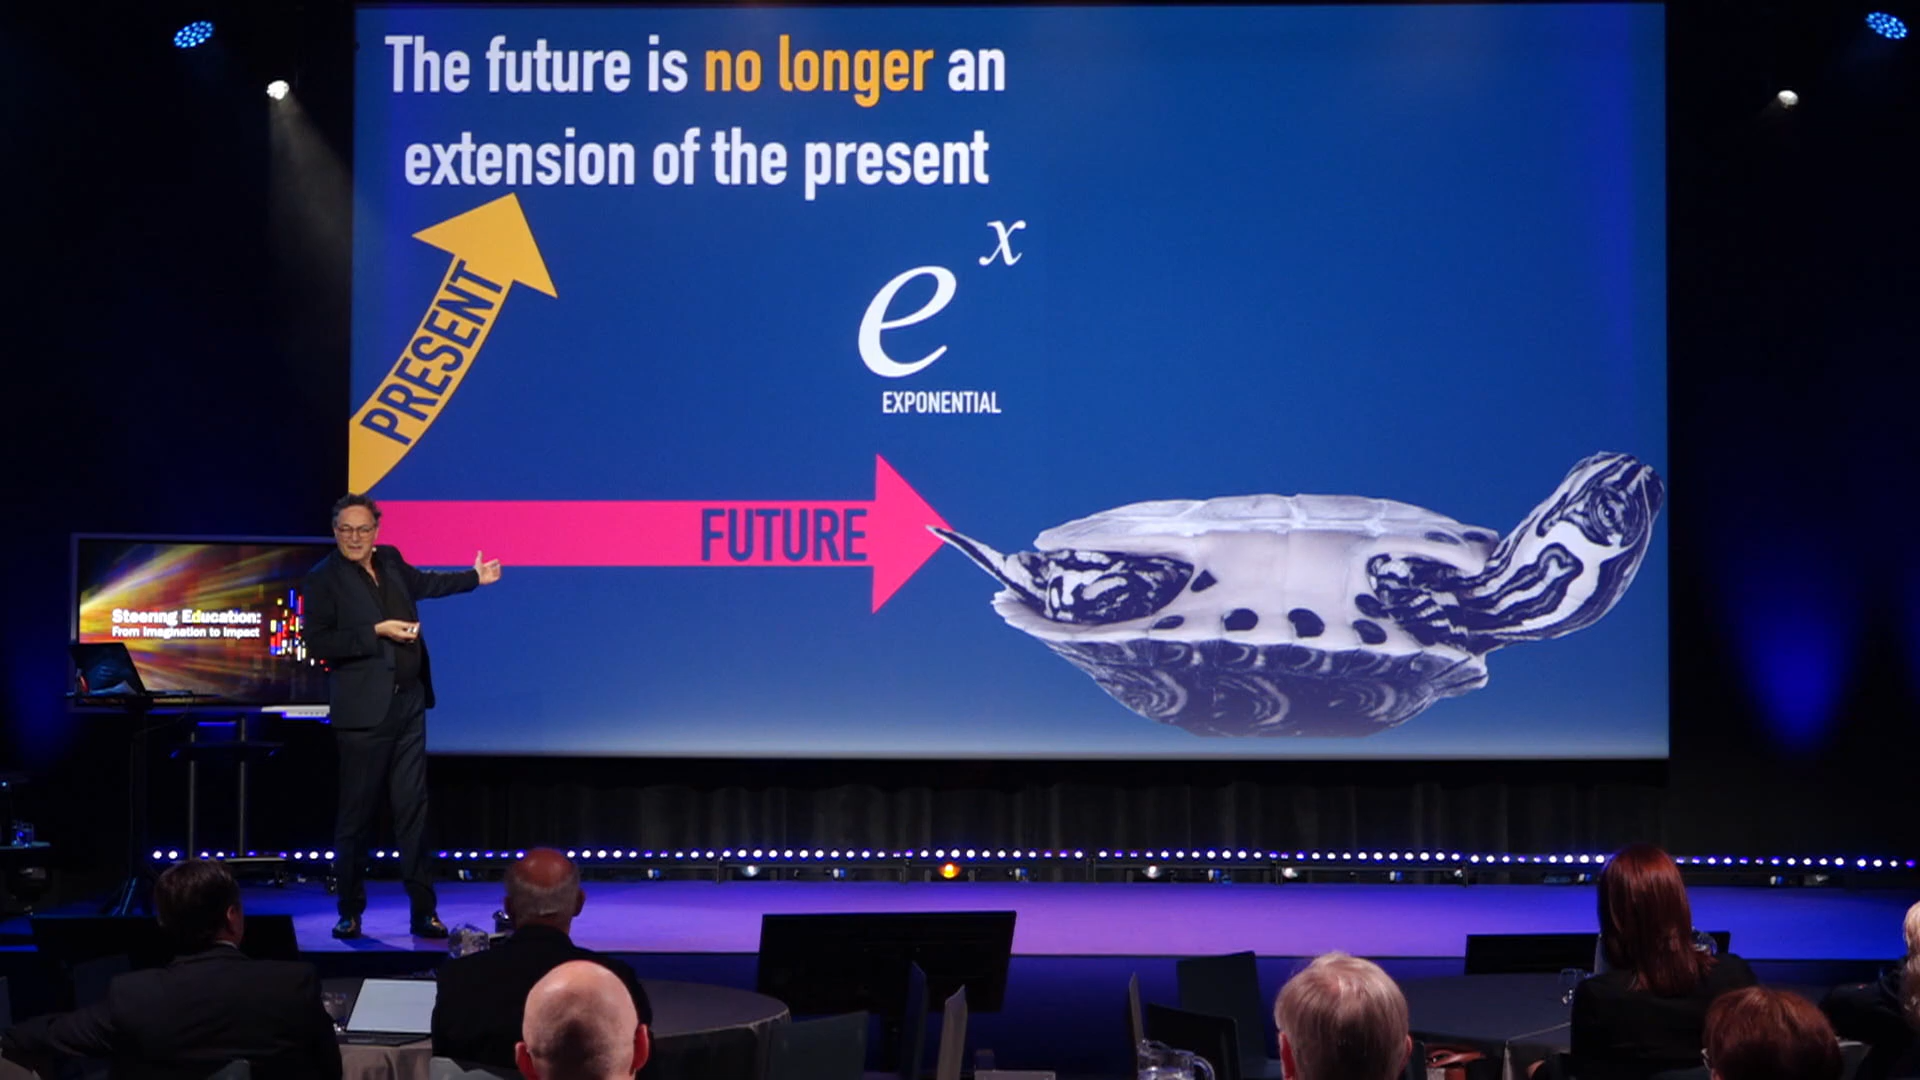 The future is no longer an
extension of the present
e^x
EXPONENTIAL
PRESENT
FUTURE
Steering Education:
From Imagination to Impact